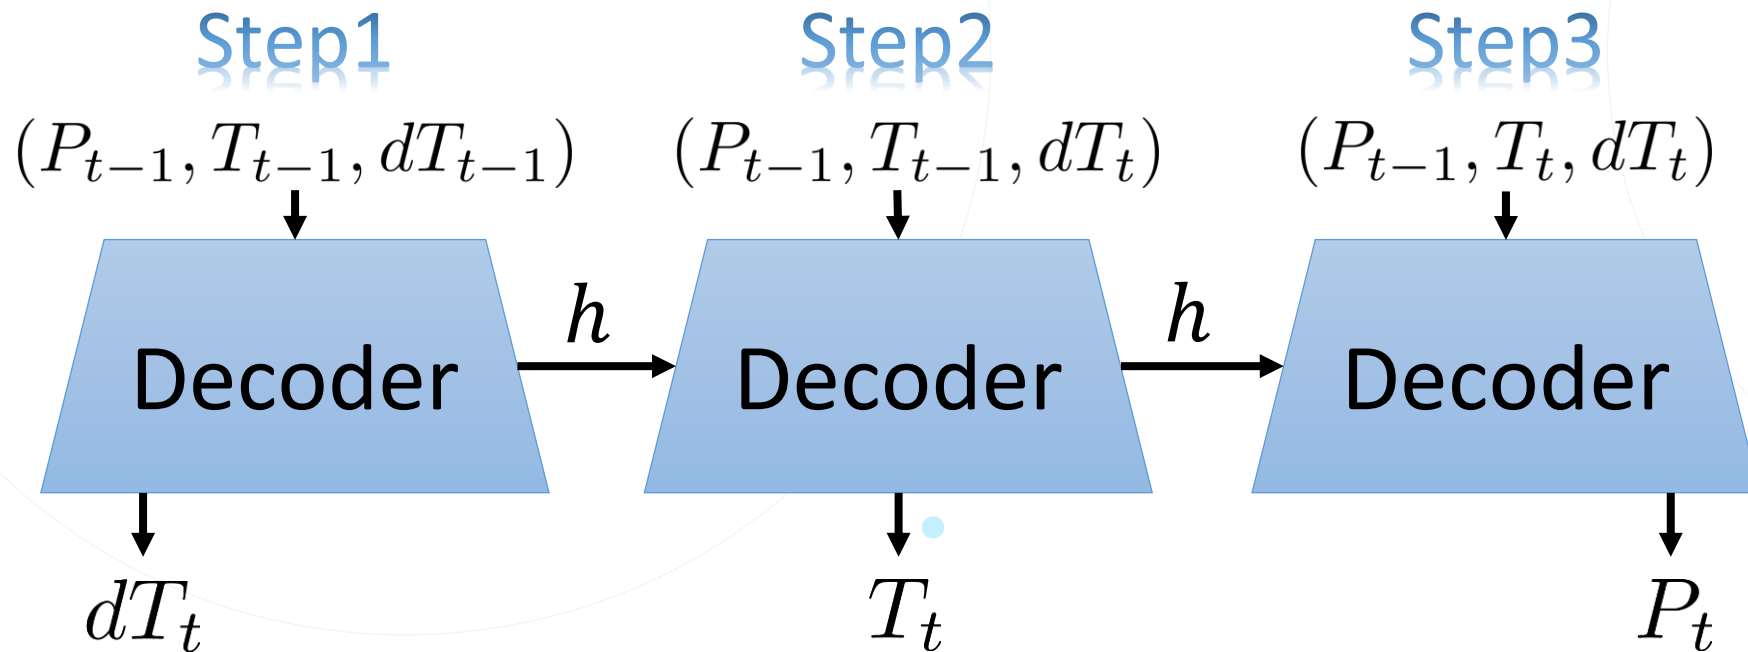 Step1 Step2 Step3
(P_{t-1}, T_{t-1}, dT_{t-1}) (P_{t-1}, T_{t-1}, dT_t) (P_{t-1}, T_t, dT_t)
h h
Decoder Decoder Decoder
dT_t T_t P_t